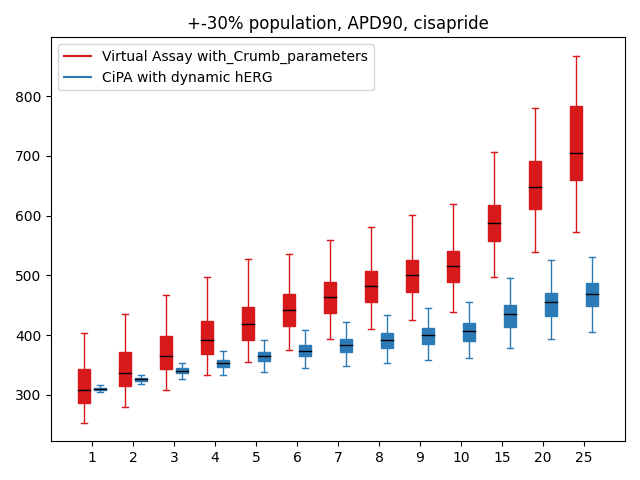 +-30% population, APD90, cisapride
Virtual Assay with_Crumb_parameters
CiPA with dynamic hERG
800
700
600
500
400
300
1 2 3 4 5 6 7 8 9 10 15 20 25